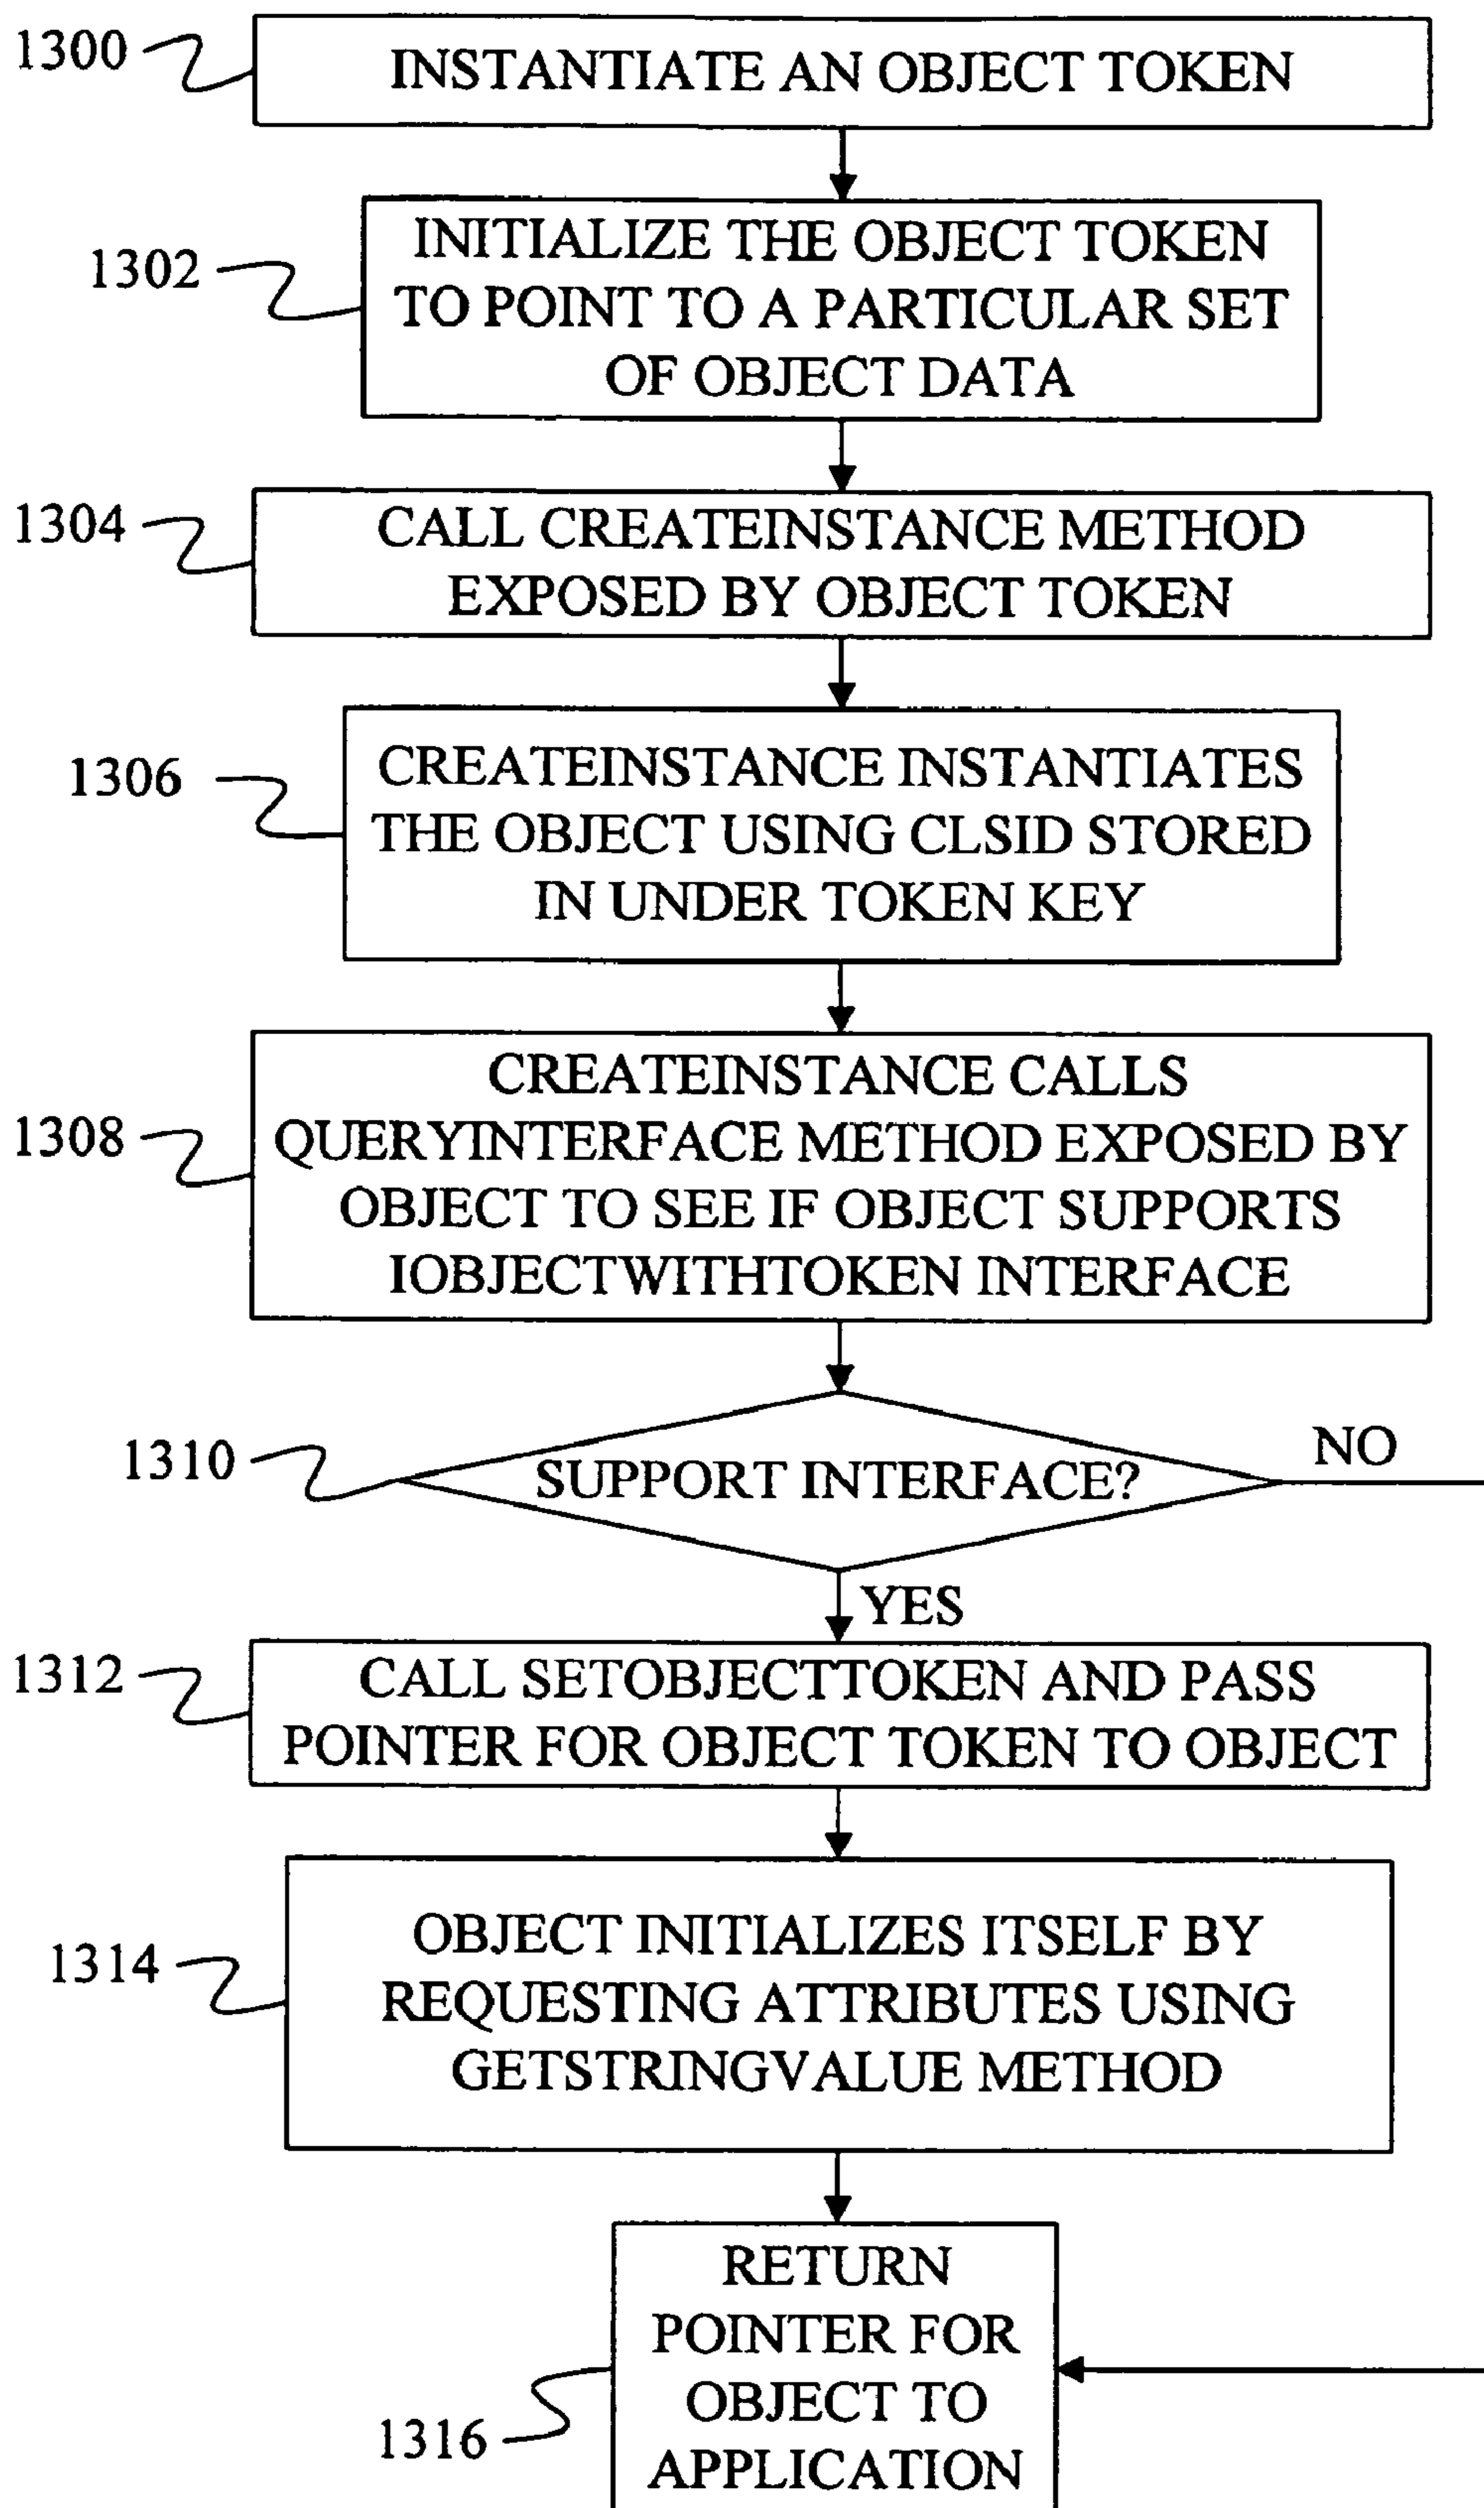 1300
INSTANTIATE AN OBJECT TOKEN
1302
INITIALIZE THE OBJECT TOKEN
TO POINT TO A PARTICULAR SET
OF OBJECT DATA
1304
CALL CREATEINSTANCE METHOD
EXPOSED BY OBJECT TOKEN
1306
CREATEINSTANCE INSTANTIATES
THE OBJECT USING CLSID STORED
IN UNDER TOKEN KEY
1308
CREATEINSTANCE CALLS
QUERYINTERFACE METHOD EXPOSED BY
OBJECT TO SEE IF OBJECT SUPPORTS
IOBJECTWITHTOKEN INTERFACE
1310
SUPPORT INTERFACE?
NO
YES
1312
CALL SETOBJECTTOKEN AND PASS
POINTER FOR OBJECT TOKEN TO OBJECT
1314
OBJECT INITIALIZES ITSELF BY
REQUESTING ATTRIBUTES USING
GETSTRINGVALUE METHOD
1316
RETURN
POINTER FOR
OBJECT TO
APPLICATION